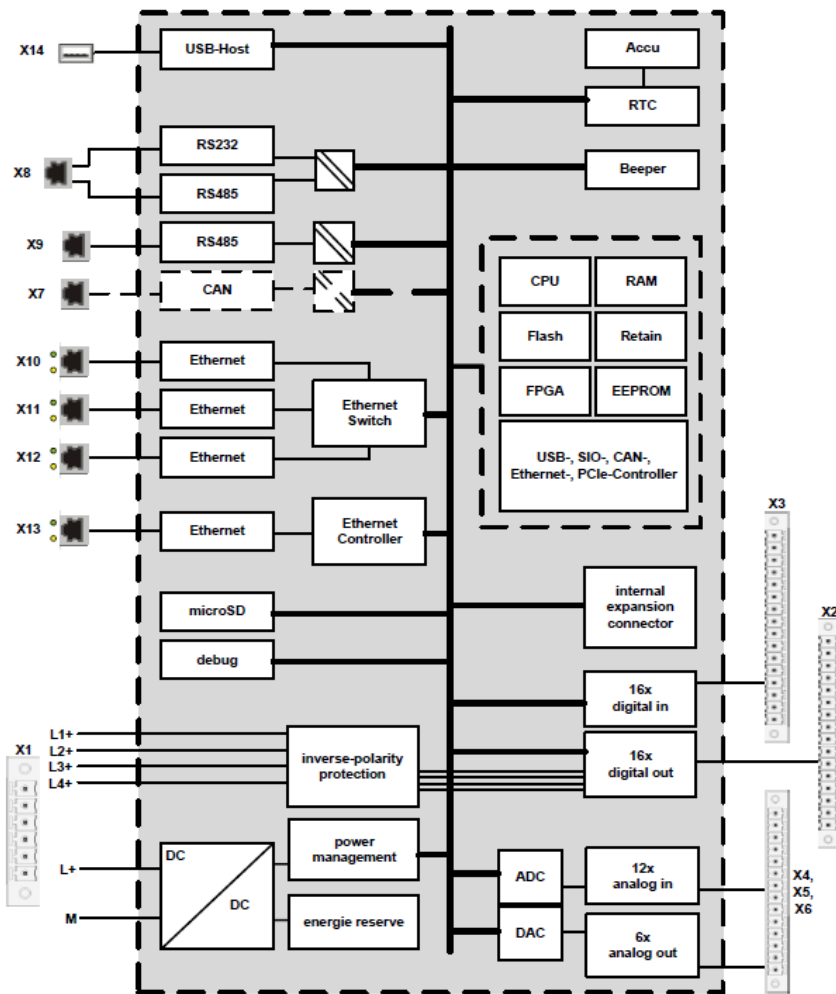 X14
USB-Host
Accu
RTC
X8
RS232
RS485
Beeper
X9
RS485
X7
CAN
CPU
RAM
Flash
Retain
FPGA
EEPROM
USB-, SIO-, CAN-,
Ethernet-, PCIe-Controller
X10
Ethernet
X11
Ethernet
Ethernet
Switch
X12
Ethernet
X13
Ethernet
Ethernet
Controller
X3
microSD
debug
internal
expansion
connector
X2
16x
digital in
16x
digital out
X1
L1+
L2+
L3+
L4+
inverse-polarity
protection
L+
M
DC
DC
power
management
energie reserve
ADC
DAC
12x
analog in
6x
analog out
X4,
X5,
X6